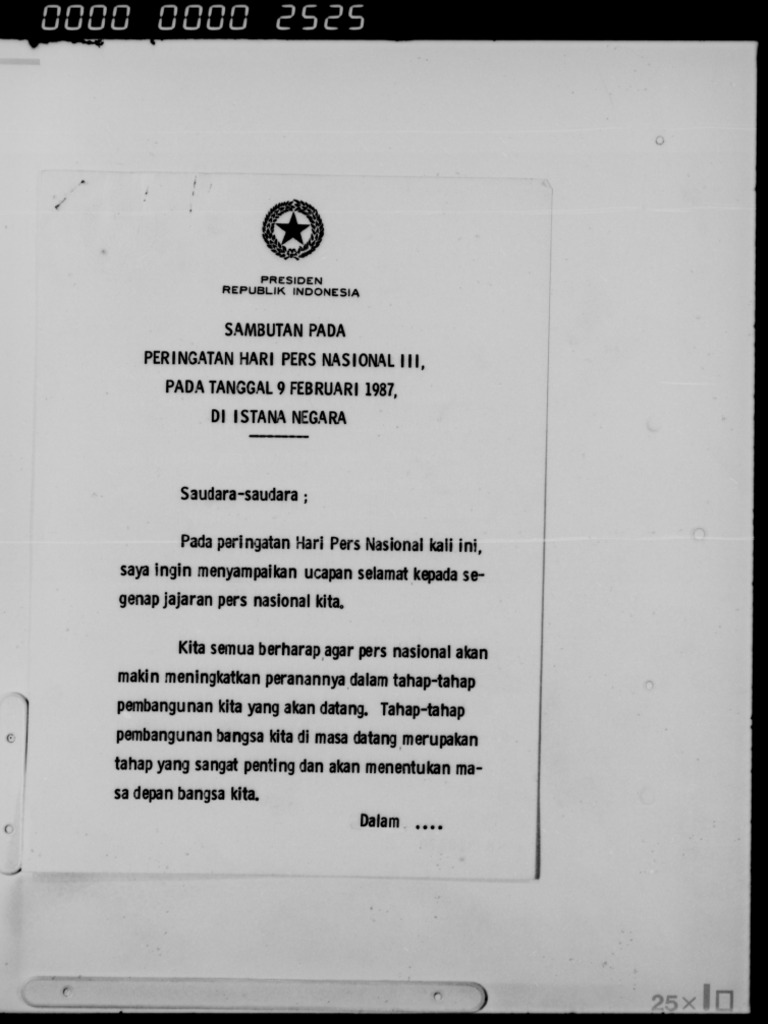 0000 0000 2525
PRESIDEN
REPUBLIK INDONESIA
SAMBUTAN PADA
PERINGATAN HARI PERS NASIONAL III,
PADA TANGGAL 9 FEBRUARI 1987,
DI ISTANA NEGARA
Saudara-saudara ;
Pada peringatan Hari Pers Nasional kali ini,
saya ingin menyampaikan ucapan selamat kepada se-
genap jajaran pers nasional kita.
Kita semua berharap agar pers nasional akan
makin meningkatkan peranannya dalam tahap-tahap
pembangunan kita yang akan datang. Tahap-tahap
pembangunan bangsa kita di masa datang merupakan
tahap yang sangat penting dan akan menentukan ma-
sa depan bangsa kita.
Dalam ....
25×